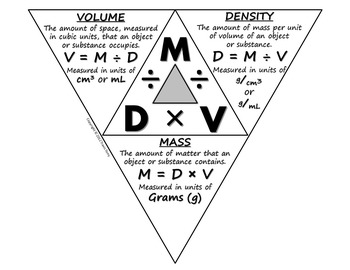 VOLUME
The amount of space, measured
in cubic units, that an object
or substance occupies.
V = M ÷ D
Measured in units of
cm³ or mL
DENSITY
The amount of mass per unit
of volume of an object or
substance.
D = M ÷ V
Measured in
units of
g/cm³
or
g/mL
M
÷ ÷
D × V
MASS
The amount of matter that an
object or substance contains.
M = D × V
Measured in units of
Grams (g)